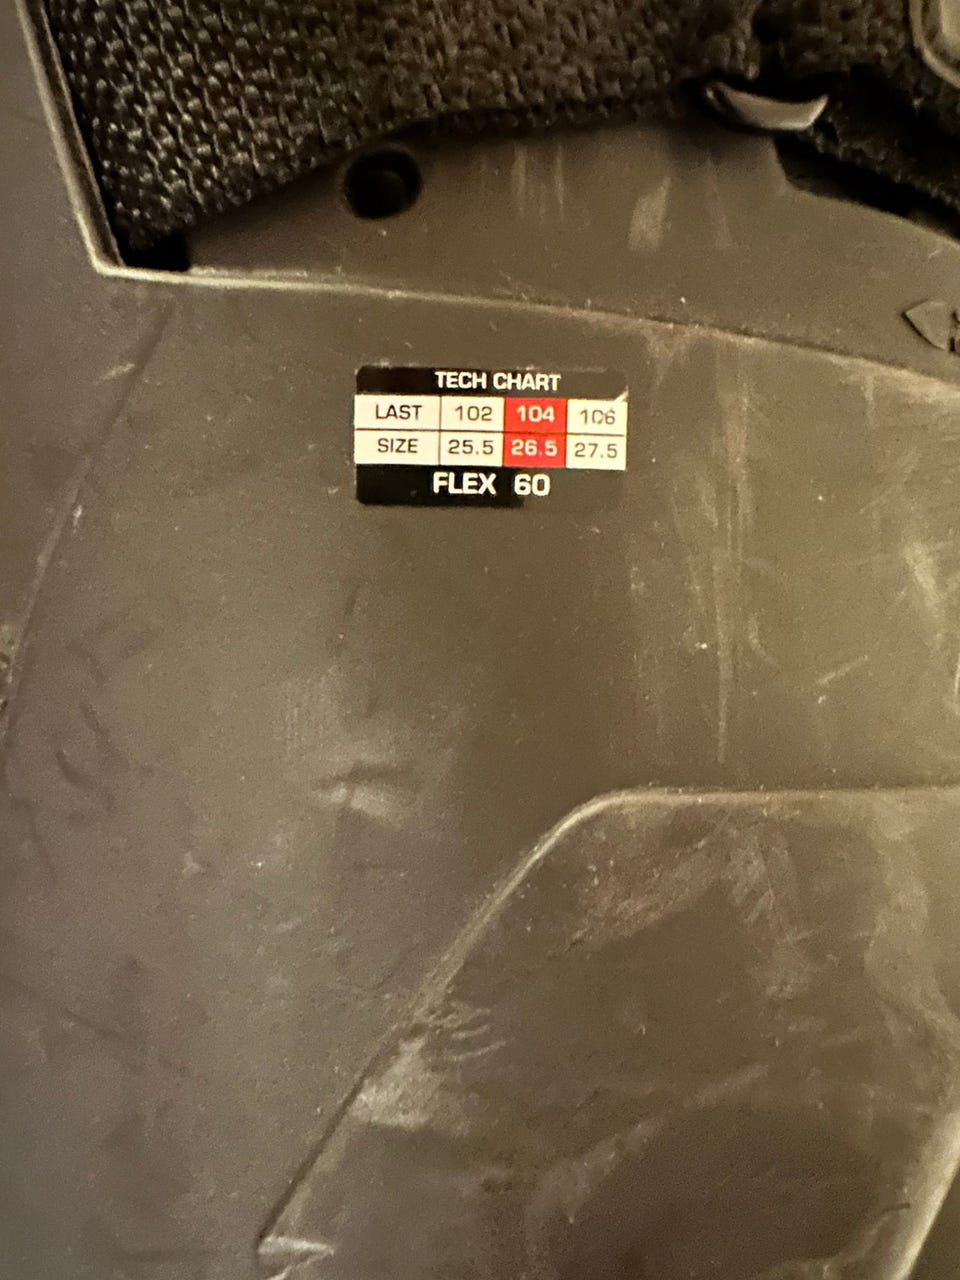 TECH CHART
LAST 102 104 106
SIZE 25.5 26.5 27.5
FLEX 60